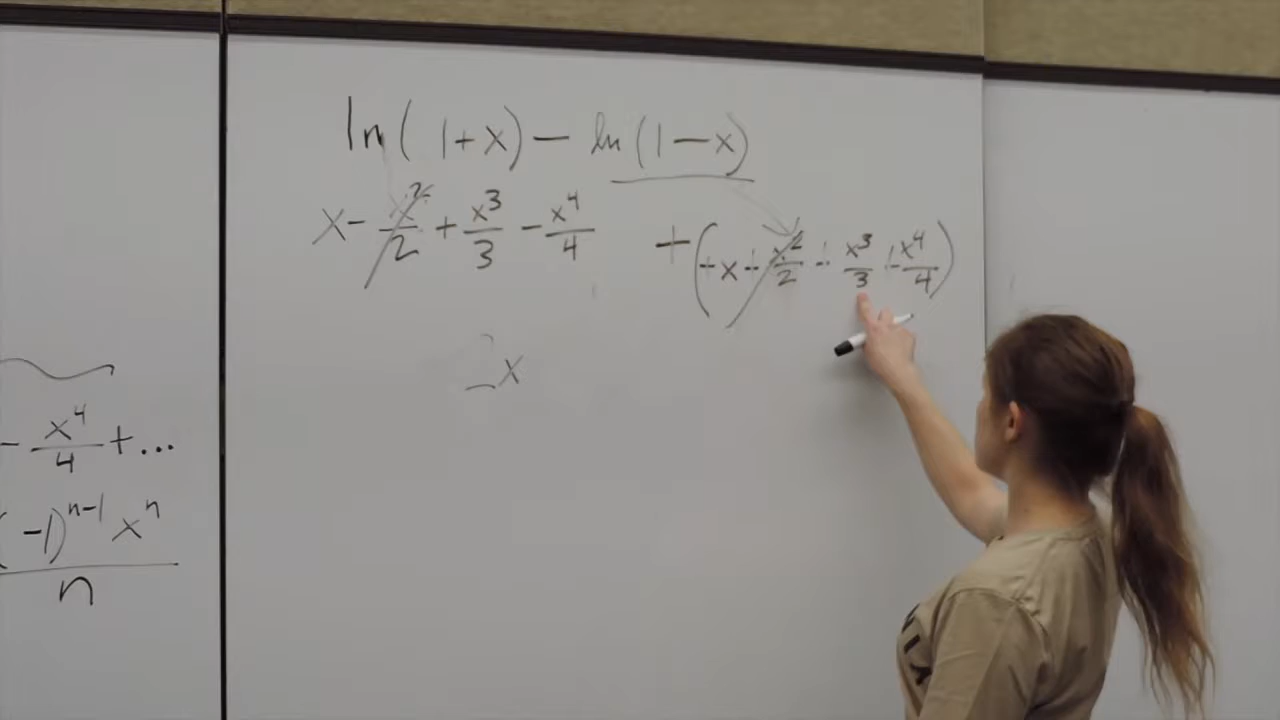 ln(1+x) − ln(1−x)
x − x²/2 + x³/3 − x⁴/4 + (+x + x²/2 + x³/3 + x⁴/4)
2x
− x⁴/4 + ...
(-1)ⁿ⁻¹ xⁿ
n